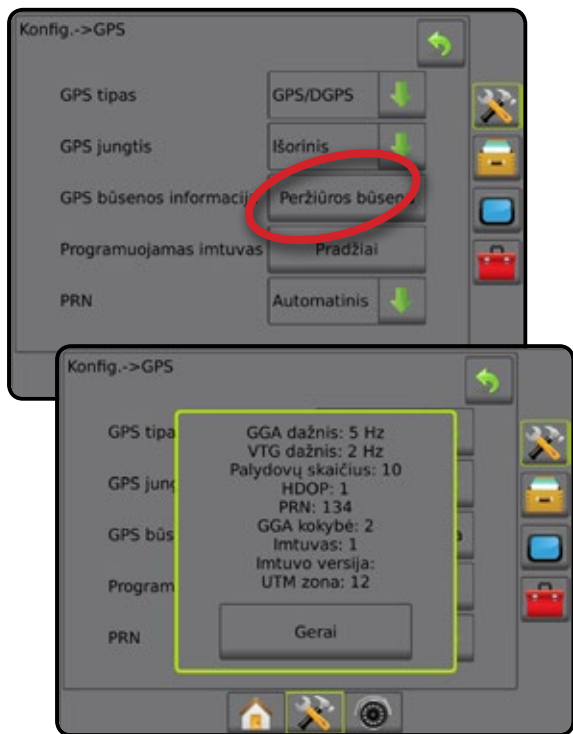 Konfig.->GPS
GPS tipas GPS/DGPS
GPS jungtis Išorinis
GPS būsenos informacija Peržiūros būsena
Programuojamas imtuvas Pradžiai
PRN Automatinis
Konfig.->GPS
GPS tipa
GPS jung
GPS būs
Program
PRN
GGA dažnis: 5 Hz
VTG dažnis: 2 Hz
Palydovų skaičius: 10
HDOP: 1
PRN: 134
GGA kokybė: 2
Imtuvas: 1
Imtuvo versija:
UTM zona: 12
Gerai